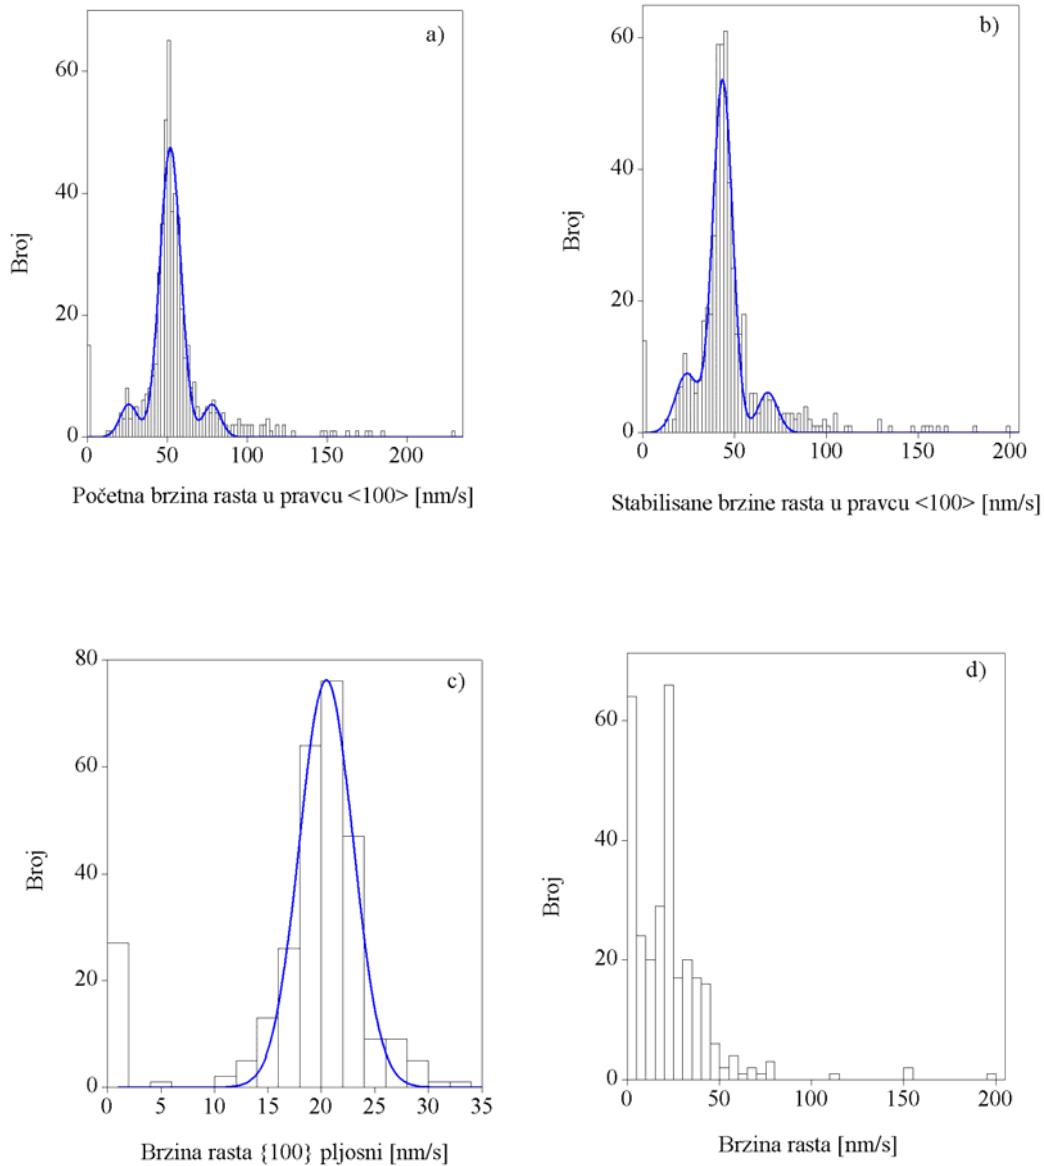 a)
60
40
20
0
Broj
0 50 100 150 200
Početna brzina rasta u pravcu <100> [nm/s]
b)
60
40
20
0
Broj
0 50 100 150 200
Stabilisane brzine rasta u pravcu <100> [nm/s]
c)
80
60
40
20
0
Broj
0 5 10 15 20 25 30 35
Brzina rasta {100} pljosni [nm/s]
d)
60
40
20
0
Broj
0 50 100 150 200
Brzina rasta [nm/s]